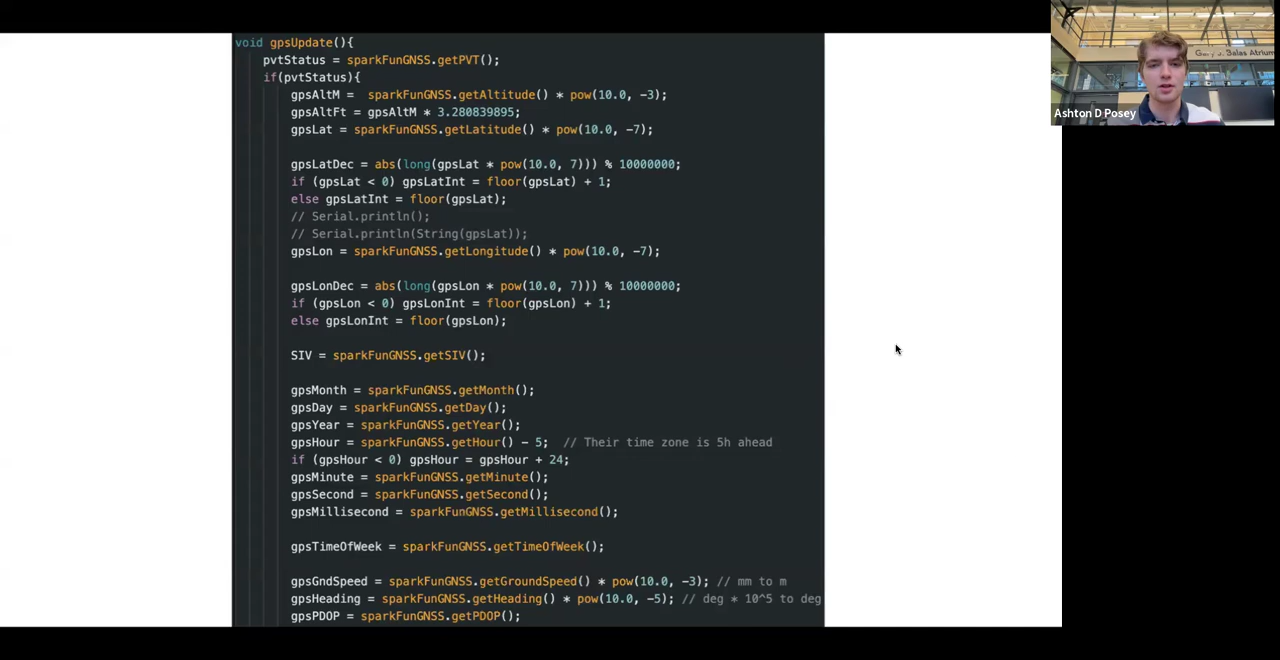 void gpsUpdate(){
pvtStatus = sparkFunGNSS.getPVT();
if(pvtStatus){
gpsAltM =  sparkFunGNSS.getAltitude() * pow(10.0, -3);
gpsAltFt = gpsAltM * 3.280839895;
gpsLat = sparkFunGNSS.getLatitude() * pow(10.0, -7);
gpsLatDec = abs(long(gpsLat * pow(10.0, 7))) % 10000000;
if (gpsLat < 0) gpsLatInt = floor(gpsLat) + 1;
else gpsLatInt = floor(gpsLat);
// Serial.println();
// Serial.println(String(gpsLat));
gpsLon = sparkFunGNSS.getLongitude() * pow(10.0, -7);
gpsLonDec = abs(long(gpsLon * pow(10.0, 7))) % 10000000;
if (gpsLon < 0) gpsLonInt = floor(gpsLon) + 1;
else gpsLonInt = floor(gpsLon);
SIV = sparkFunGNSS.getSIV();
gpsMonth = sparkFunGNSS.getMonth();
gpsDay = sparkFunGNSS.getDay();
gpsYear = sparkFunGNSS.getYear();
gpsHour = sparkFunGNSS.getHour() - 5;  // Their time zone is 5h ahead
if (gpsHour < 0) gpsHour = gpsHour + 24;
gpsMinute = sparkFunGNSS.getMinute();
gpsSecond = sparkFunGNSS.getSecond();
gpsMillisecond = sparkFunGNSS.getMillisecond();
gpsTimeOfWeek = sparkFunGNSS.getTimeOfWeek();
gpsGndSpeed = sparkFunGNSS.getGroundSpeed() * pow(10.0, -3); // mm to m
gpsHeading = sparkFunGNSS.getHeading() * pow(10.0, -5); // deg * 10^5 to deg
gpsPDOP = sparkFunGNSS.getPDOP();
Atrium
Ashton D Posey